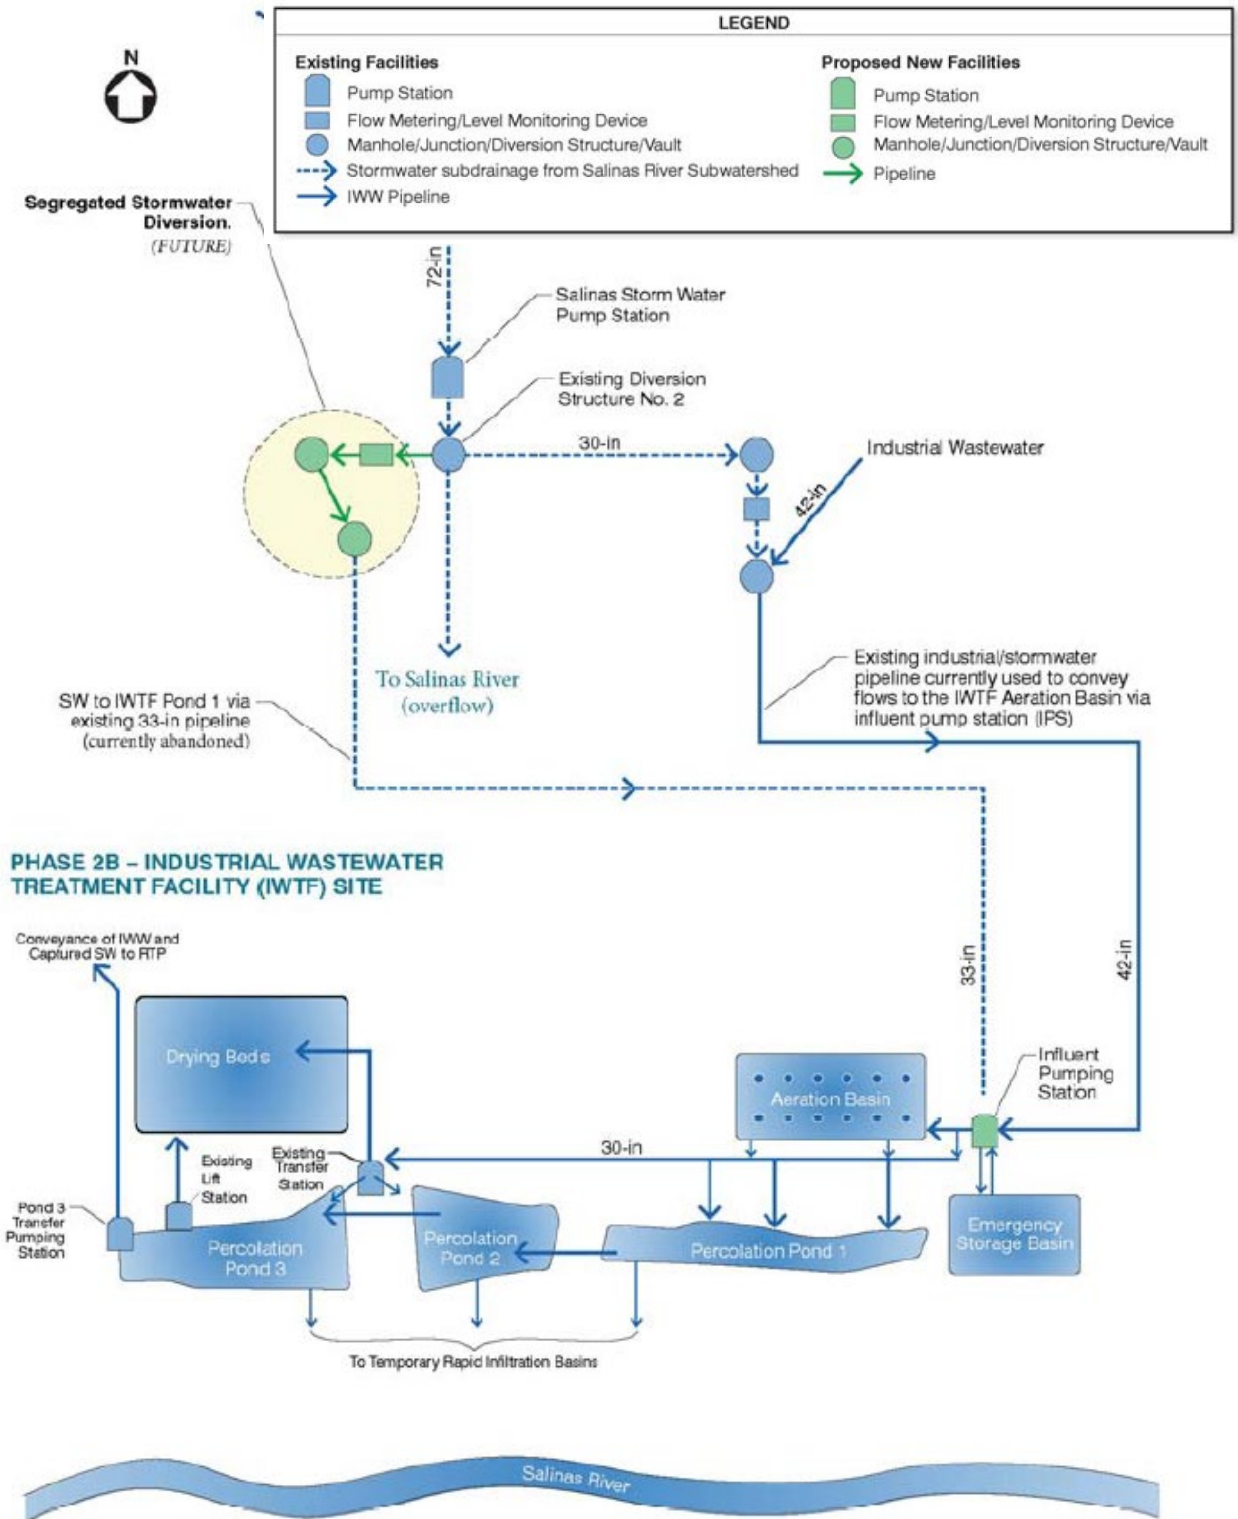 LEGEND
N
Existing Facilities
Pump Station
Flow Metering/Level Monitoring Device
Manhole/Junction/Diversion Structure/Vault
Stormwater subdrainage from Salinas River Subwatershed
IWW Pipeline
Proposed New Facilities
Pump Station
Flow Metering/Level Monitoring Device
Manhole/Junction/Diversion Structure/Vault
Pipeline
Segregated Stormwater
Diversion.
(FUTURE)
72-in
Salinas Storm Water
Pump Station
Existing Diversion
Structure No. 2
30-in
Industrial Wastewater
42-in
To Salinas River
(overflow)
Existing industrial/stormwater
pipeline currently used to convey
flows to the IWTF Aeration Basin via
influent pump station (IPS)
SW to IWTF Pond 1 via
existing 33-in pipeline
(currently abandoned)
PHASE 2B – INDUSTRIAL WASTEWATER
TREATMENT FACILITY (IWTF) SITE
Conveyance of IWW and
Captured SW to RTP
33-in
42-in
Drying Beds
Aeration Basin
Influent
Pumping
Station
30-in
Existing
Transfer
Station
Existing
Lift
Station
Pond 3
Transfer
Pumping
Station
Percolation
Pond 3
Percolation
Pond 2
Percolation Pond 1
Emergency
Storage Basin
To Temporary Rapid Infiltration Basins
Salinas River